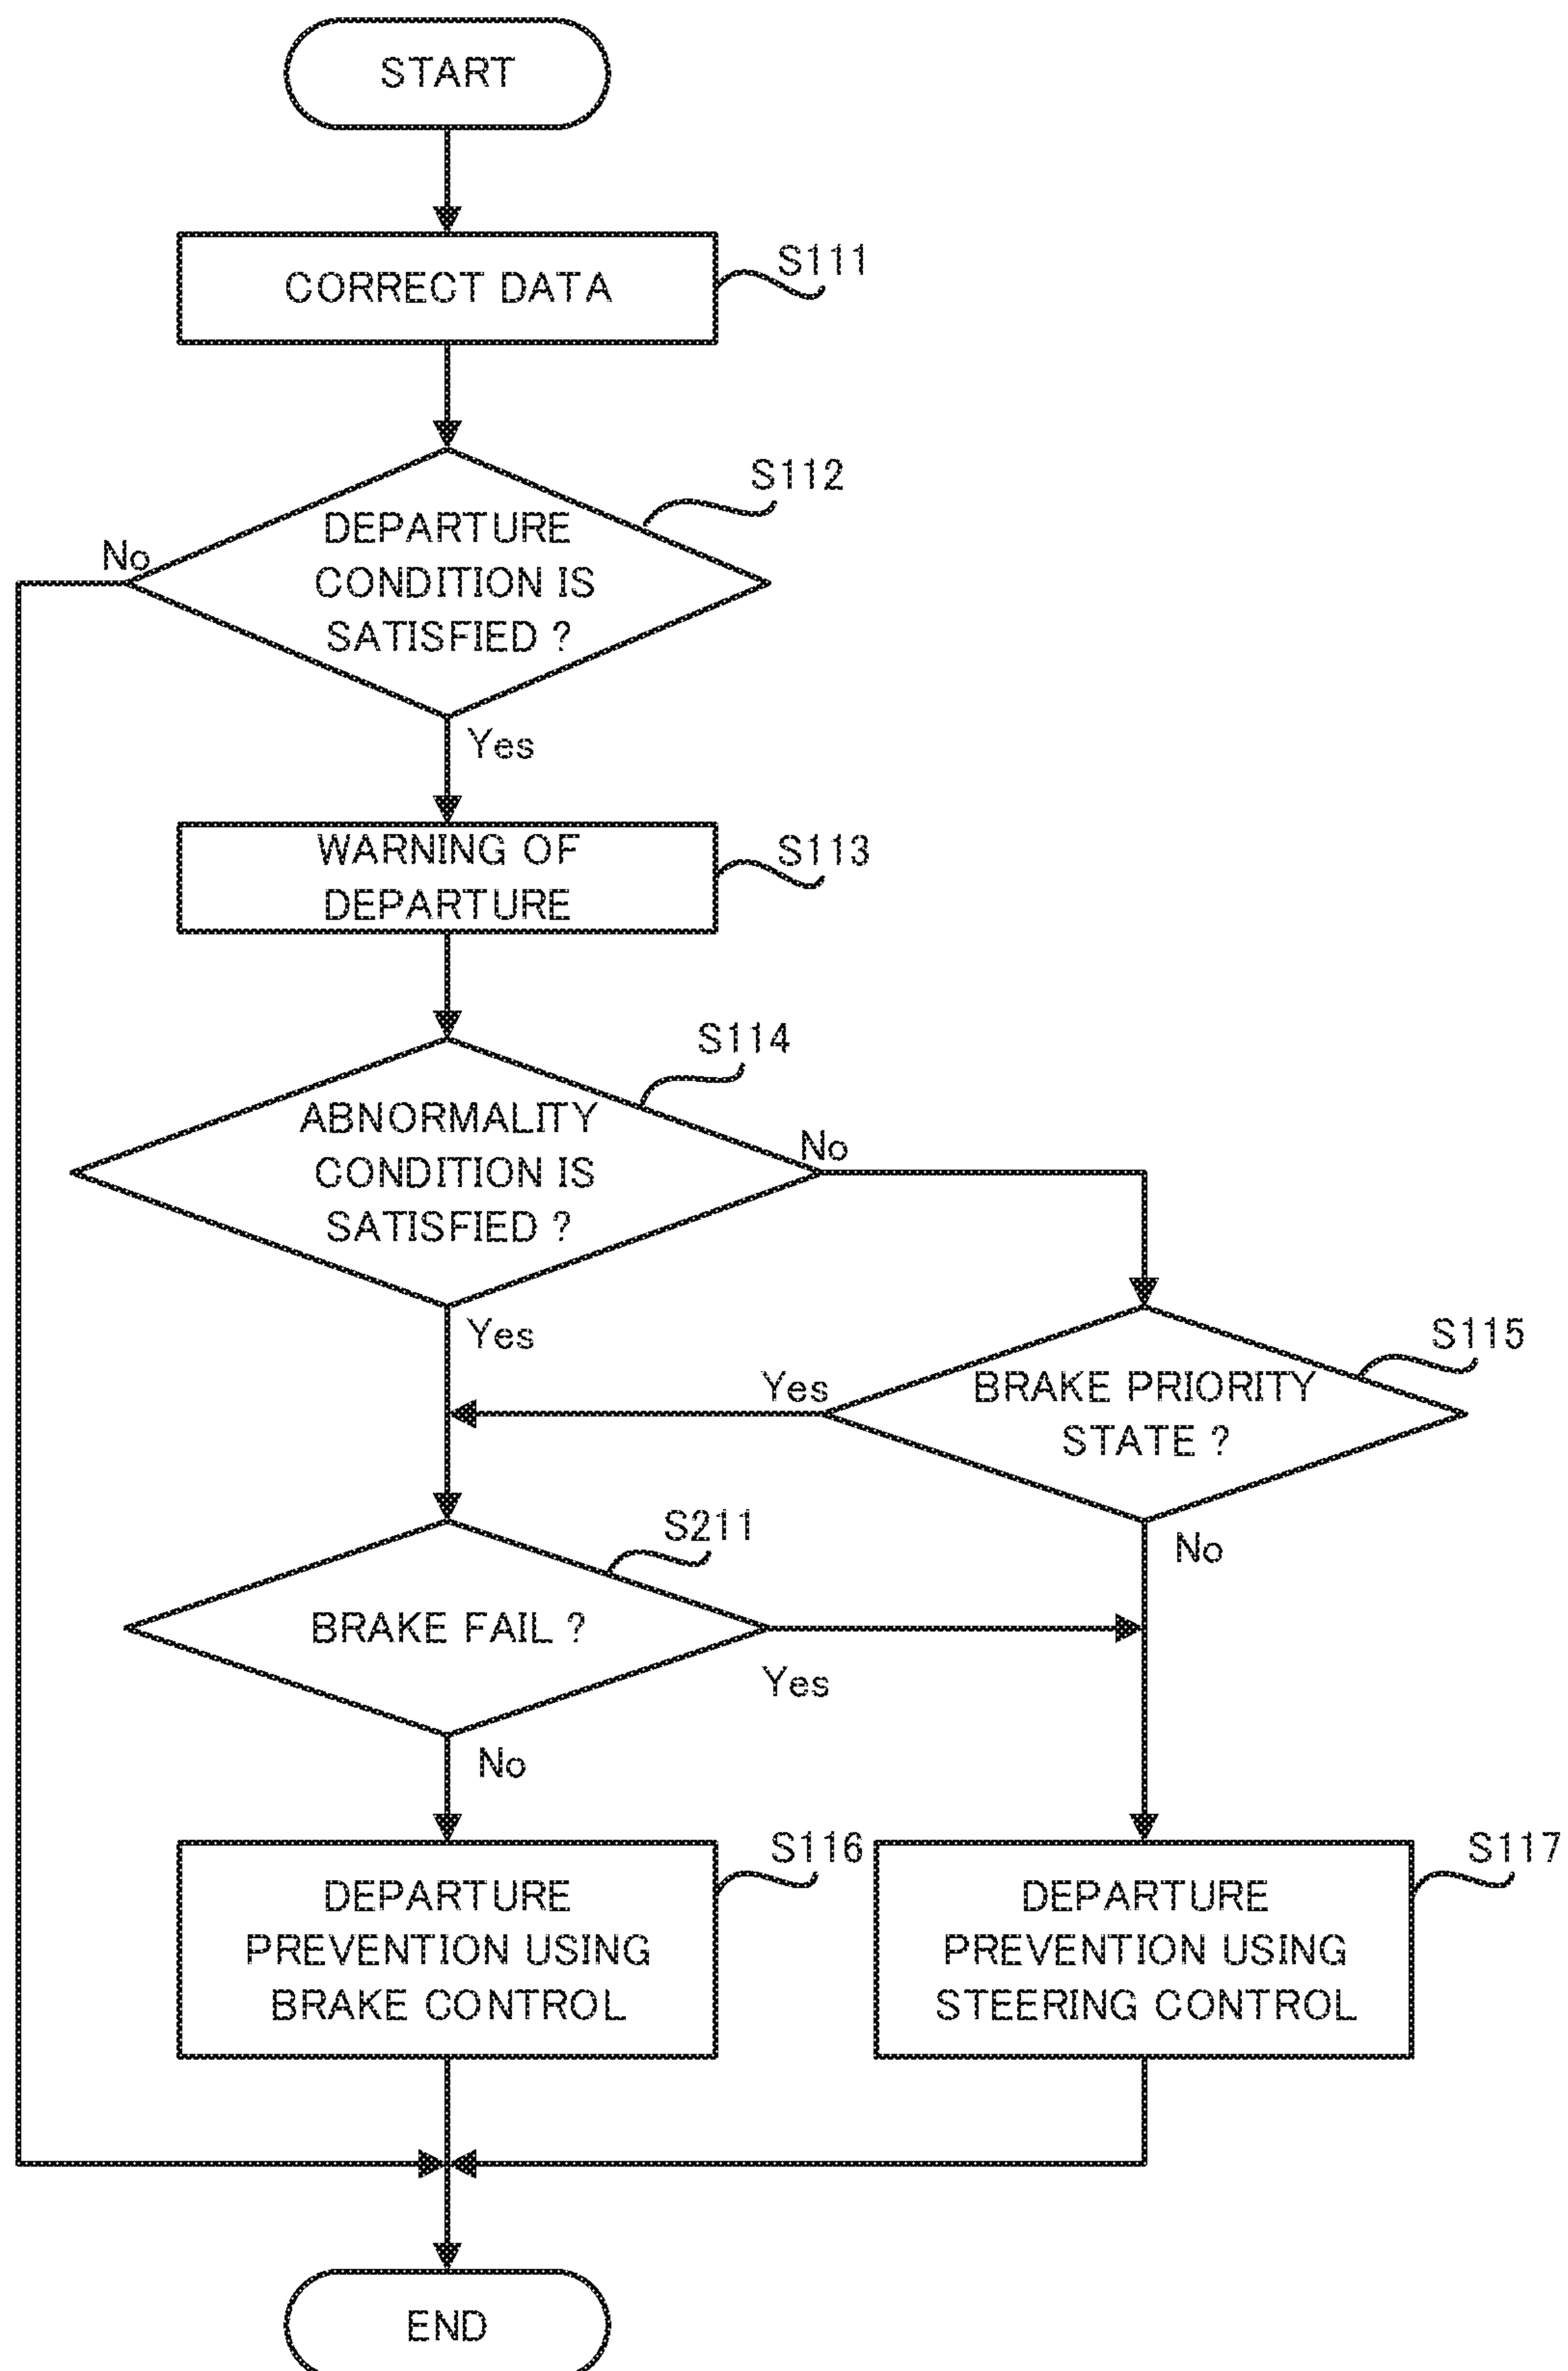 START
CORRECT DATA
S111
DEPARTURE
CONDITION IS
SATISFIED ?
S112
No
Yes
WARNING OF
DEPARTURE
S113
ABNORMALITY
CONDITION IS
SATISFIED ?
S114
No
Yes
BRAKE PRIORITY
STATE ?
S115
Yes
No
BRAKE FAIL ?
S211
Yes
No
DEPARTURE
PREVENTION USING
BRAKE CONTROL
S116
DEPARTURE
PREVENTION USING
STEERING CONTROL
S117
END